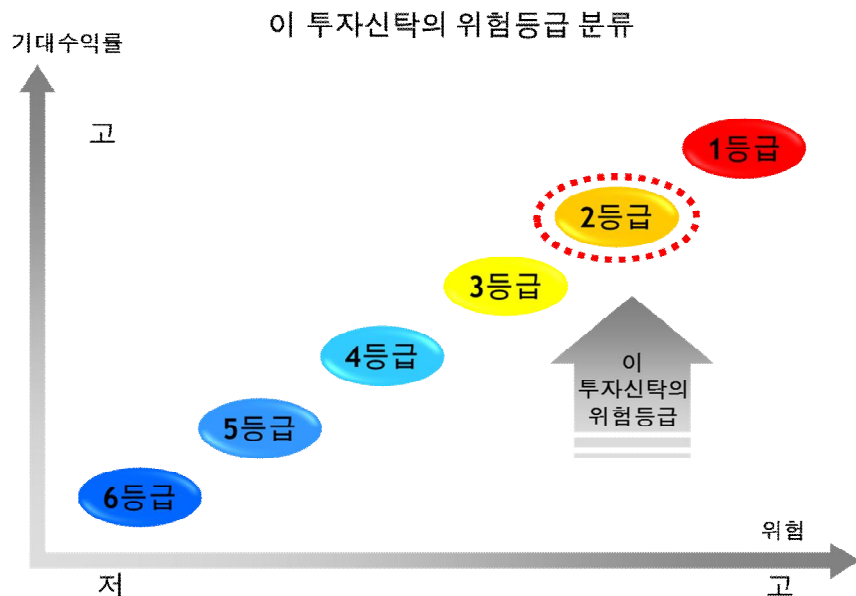 이 투자신탁의 위험등급 분류
기대수익률
고
1등급
2등급
3등급
4등급
이
투자신탁의
위험등급
5등급
6등급
위험
저
고